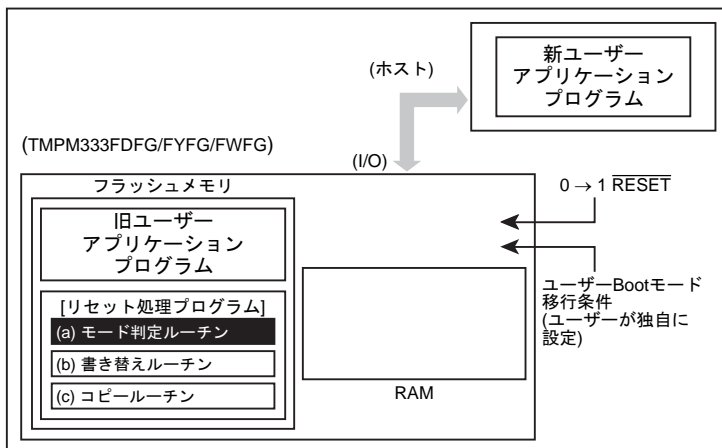 新ユーザー
アプリケーション
プログラム
(ホスト)
(TMPM333FDFG/FYFG/FWFG)
(I/O)
フラッシュメモリ
0 → 1 RESET
旧ユーザー
アプリケーション
プログラム
ユーザーBootモード
移行条件
(ユーザーが独自に
設定)
[リセット処理プログラム]
(a) モード判定ルーチン
(b) 書き替えルーチン
(c) コピールーチン
RAM